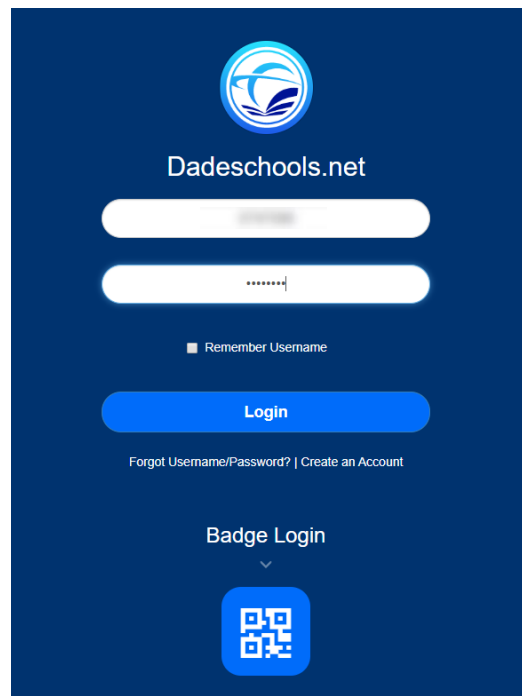 Dadeschools.net
••••••••
Remember Username
Login
Forgot Username/Password? | Create an Account
Badge Login